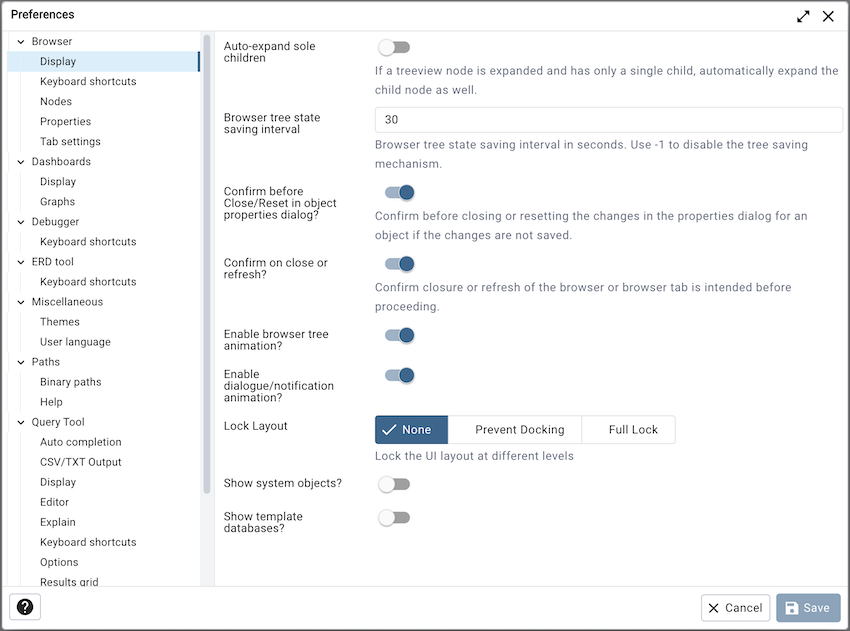 Preferences
Browser
Display
Keyboard shortcuts
Nodes
Properties
Tab settings
Dashboards
Display
Graphs
Debugger
Keyboard shortcuts
ERD tool
Keyboard shortcuts
Miscellaneous
Themes
User language
Paths
Binary paths
Help
Query Tool
Auto completion
CSV/TXT Output
Display
Editor
Explain
Keyboard shortcuts
Options
Results grid
Auto-expand sole
children
If a treeview node is expanded and has only a single child, automatically expand the
child node as well.
Browser tree state
saving interval
30
Browser tree state saving interval in seconds. Use -1 to disable the tree saving
mechanism.
Confirm before
Close/Reset in object
properties dialog?
Confirm before closing or resetting the changes in the properties dialog for an
object if the changes are not saved.
Confirm on close or
refresh?
Confirm closure or refresh of the browser or browser tab is intended before
proceeding.
Enable browser tree
animation?
Enable
dialogue/notification
animation?
Lock Layout
None Prevent Docking Full Lock
Lock the UI layout at different levels
Show system objects?
Show template
databases?
? Cancel Save